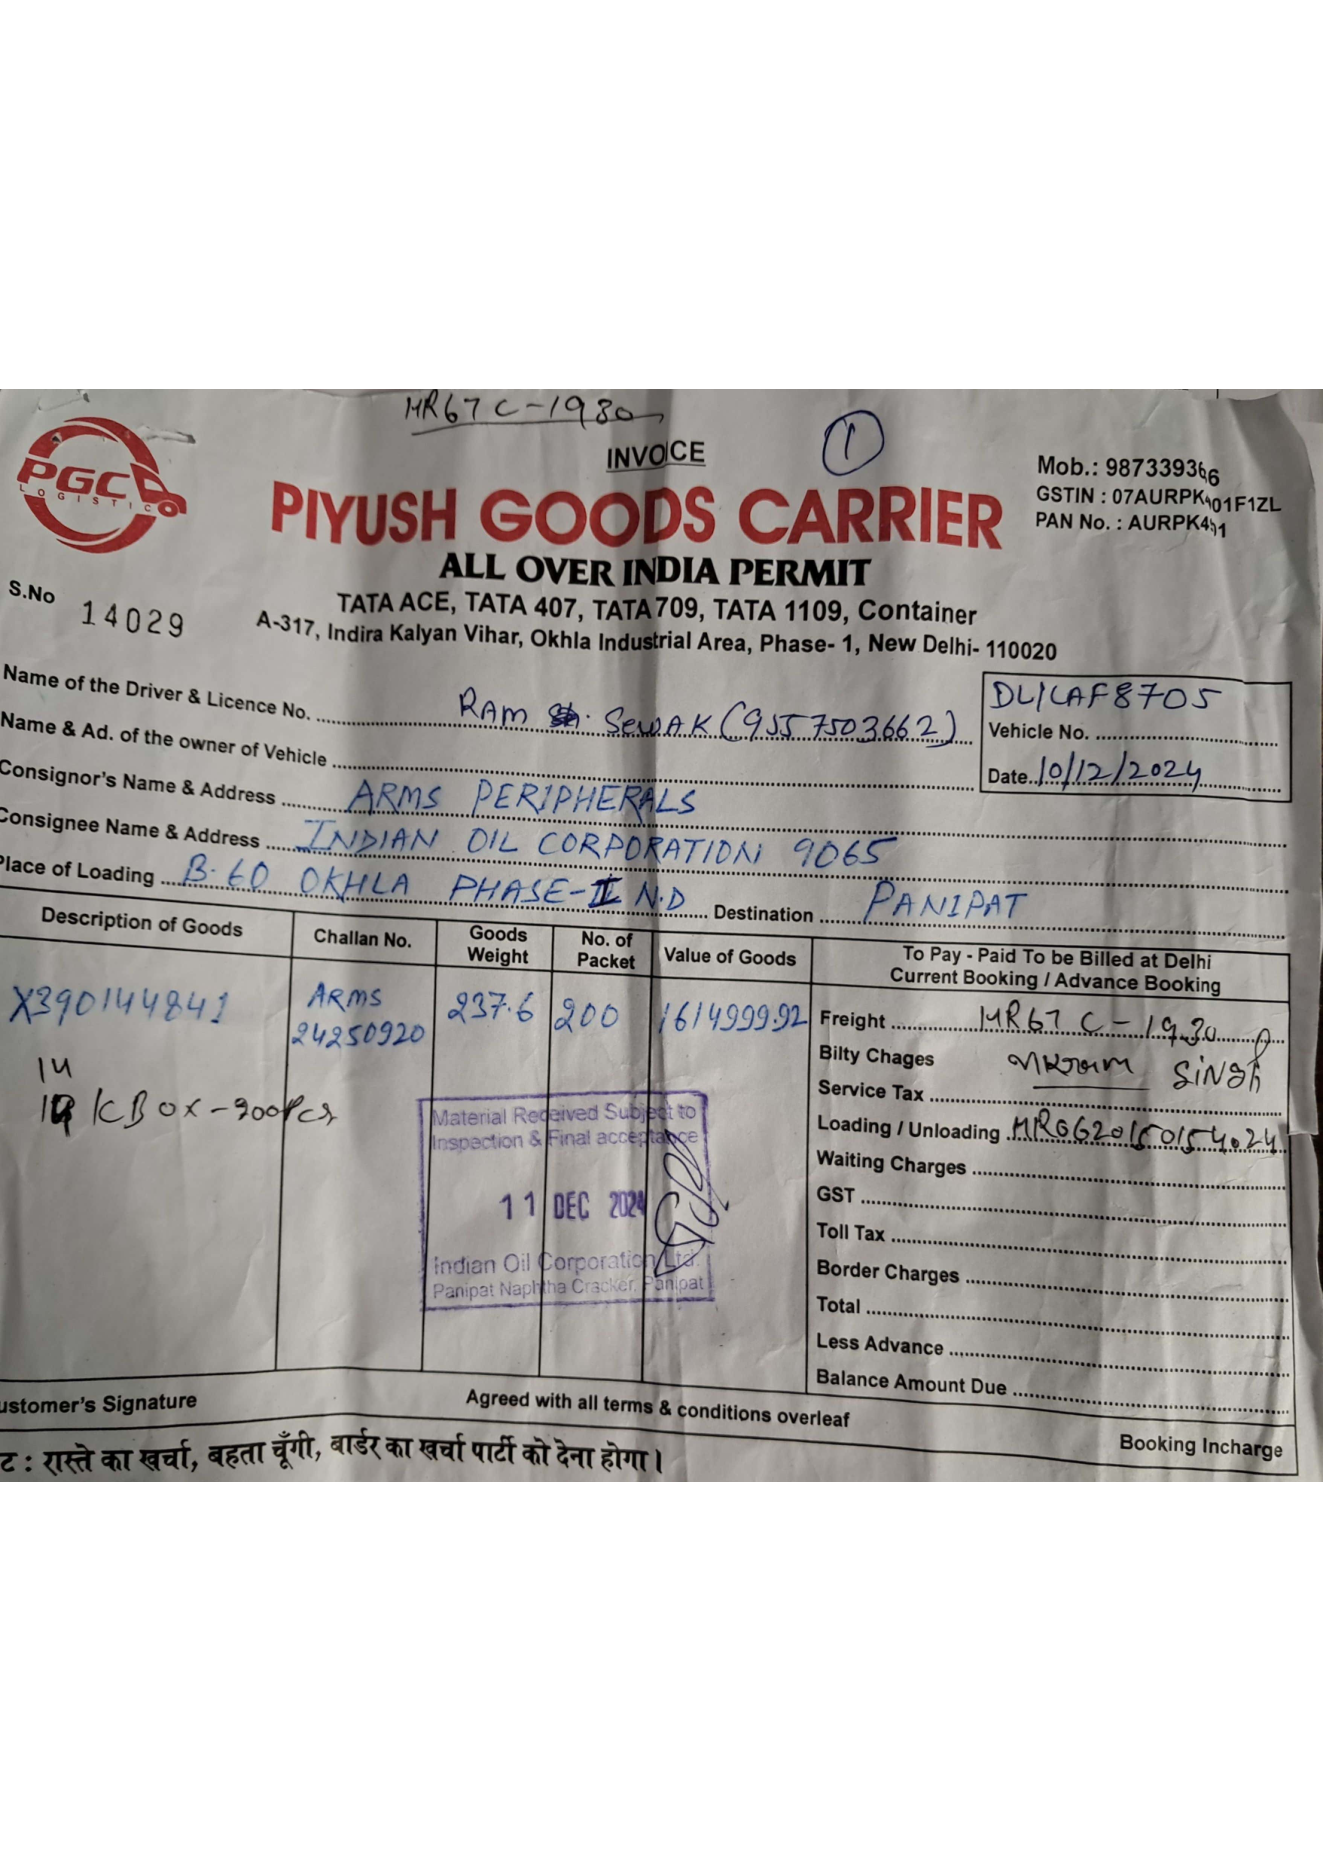 HR67C-1980
INVOICE
1
PGC
LOGISTIC
Mob.: 987339366
GSTIN : 07AURPK 01F1ZL
PAN No. : AURPK4
PIYUSH GOODS CARRIER
ALL OVER INDIA PERMIT
TATA ACE, TATA 407, TATA 709, TATA 1109, Container
A-317, Indira Kalyan Vihar, Okhla Industrial Area, Phase- 1, New Delhi- 110020
S.No 14029
Name of the Driver & Licence No. RAM SEWAK (9557503662)
DL1LAF8705
Vehicle No.
Name & Ad. of the owner of Vehicle
Date 10/12/2024
Consignor's Name & Address ARMS PERIPHERALS
Consignee Name & Address INDIAN OIL CORPORATION 9065
Place of Loading B-60 OKHLA PHASE-II N.D Destination PANIPAT
Description of Goods
Challan No.
Goods Weight
No. of Packet
Value of Goods
To Pay - Paid To be Billed at Delhi
Current Booking / Advance Booking
X390144841
ARMS
24250920
237.6
200
1614999.92
14
BOX-200Pcs
Freight HR67C-1930
Bilty Chages
SiNGh
Service Tax
Loading / Unloading
Waiting Charges
GST
Toll Tax
Border Charges
Total
Less Advance
Balance Amount Due
Material Received Subject to
Inspection & Final acceptance
11 DEC 2024
Indian Oil Corporation Ltd.
Panipat Naphtha Cracker, Panipat
ustomer's Signature
Agreed with all terms & conditions overleaf
Booking Incharge
ट : रास्ते का खर्चा, बहता चूँगी, बार्डर का खर्चा पार्टी को देना होगा।